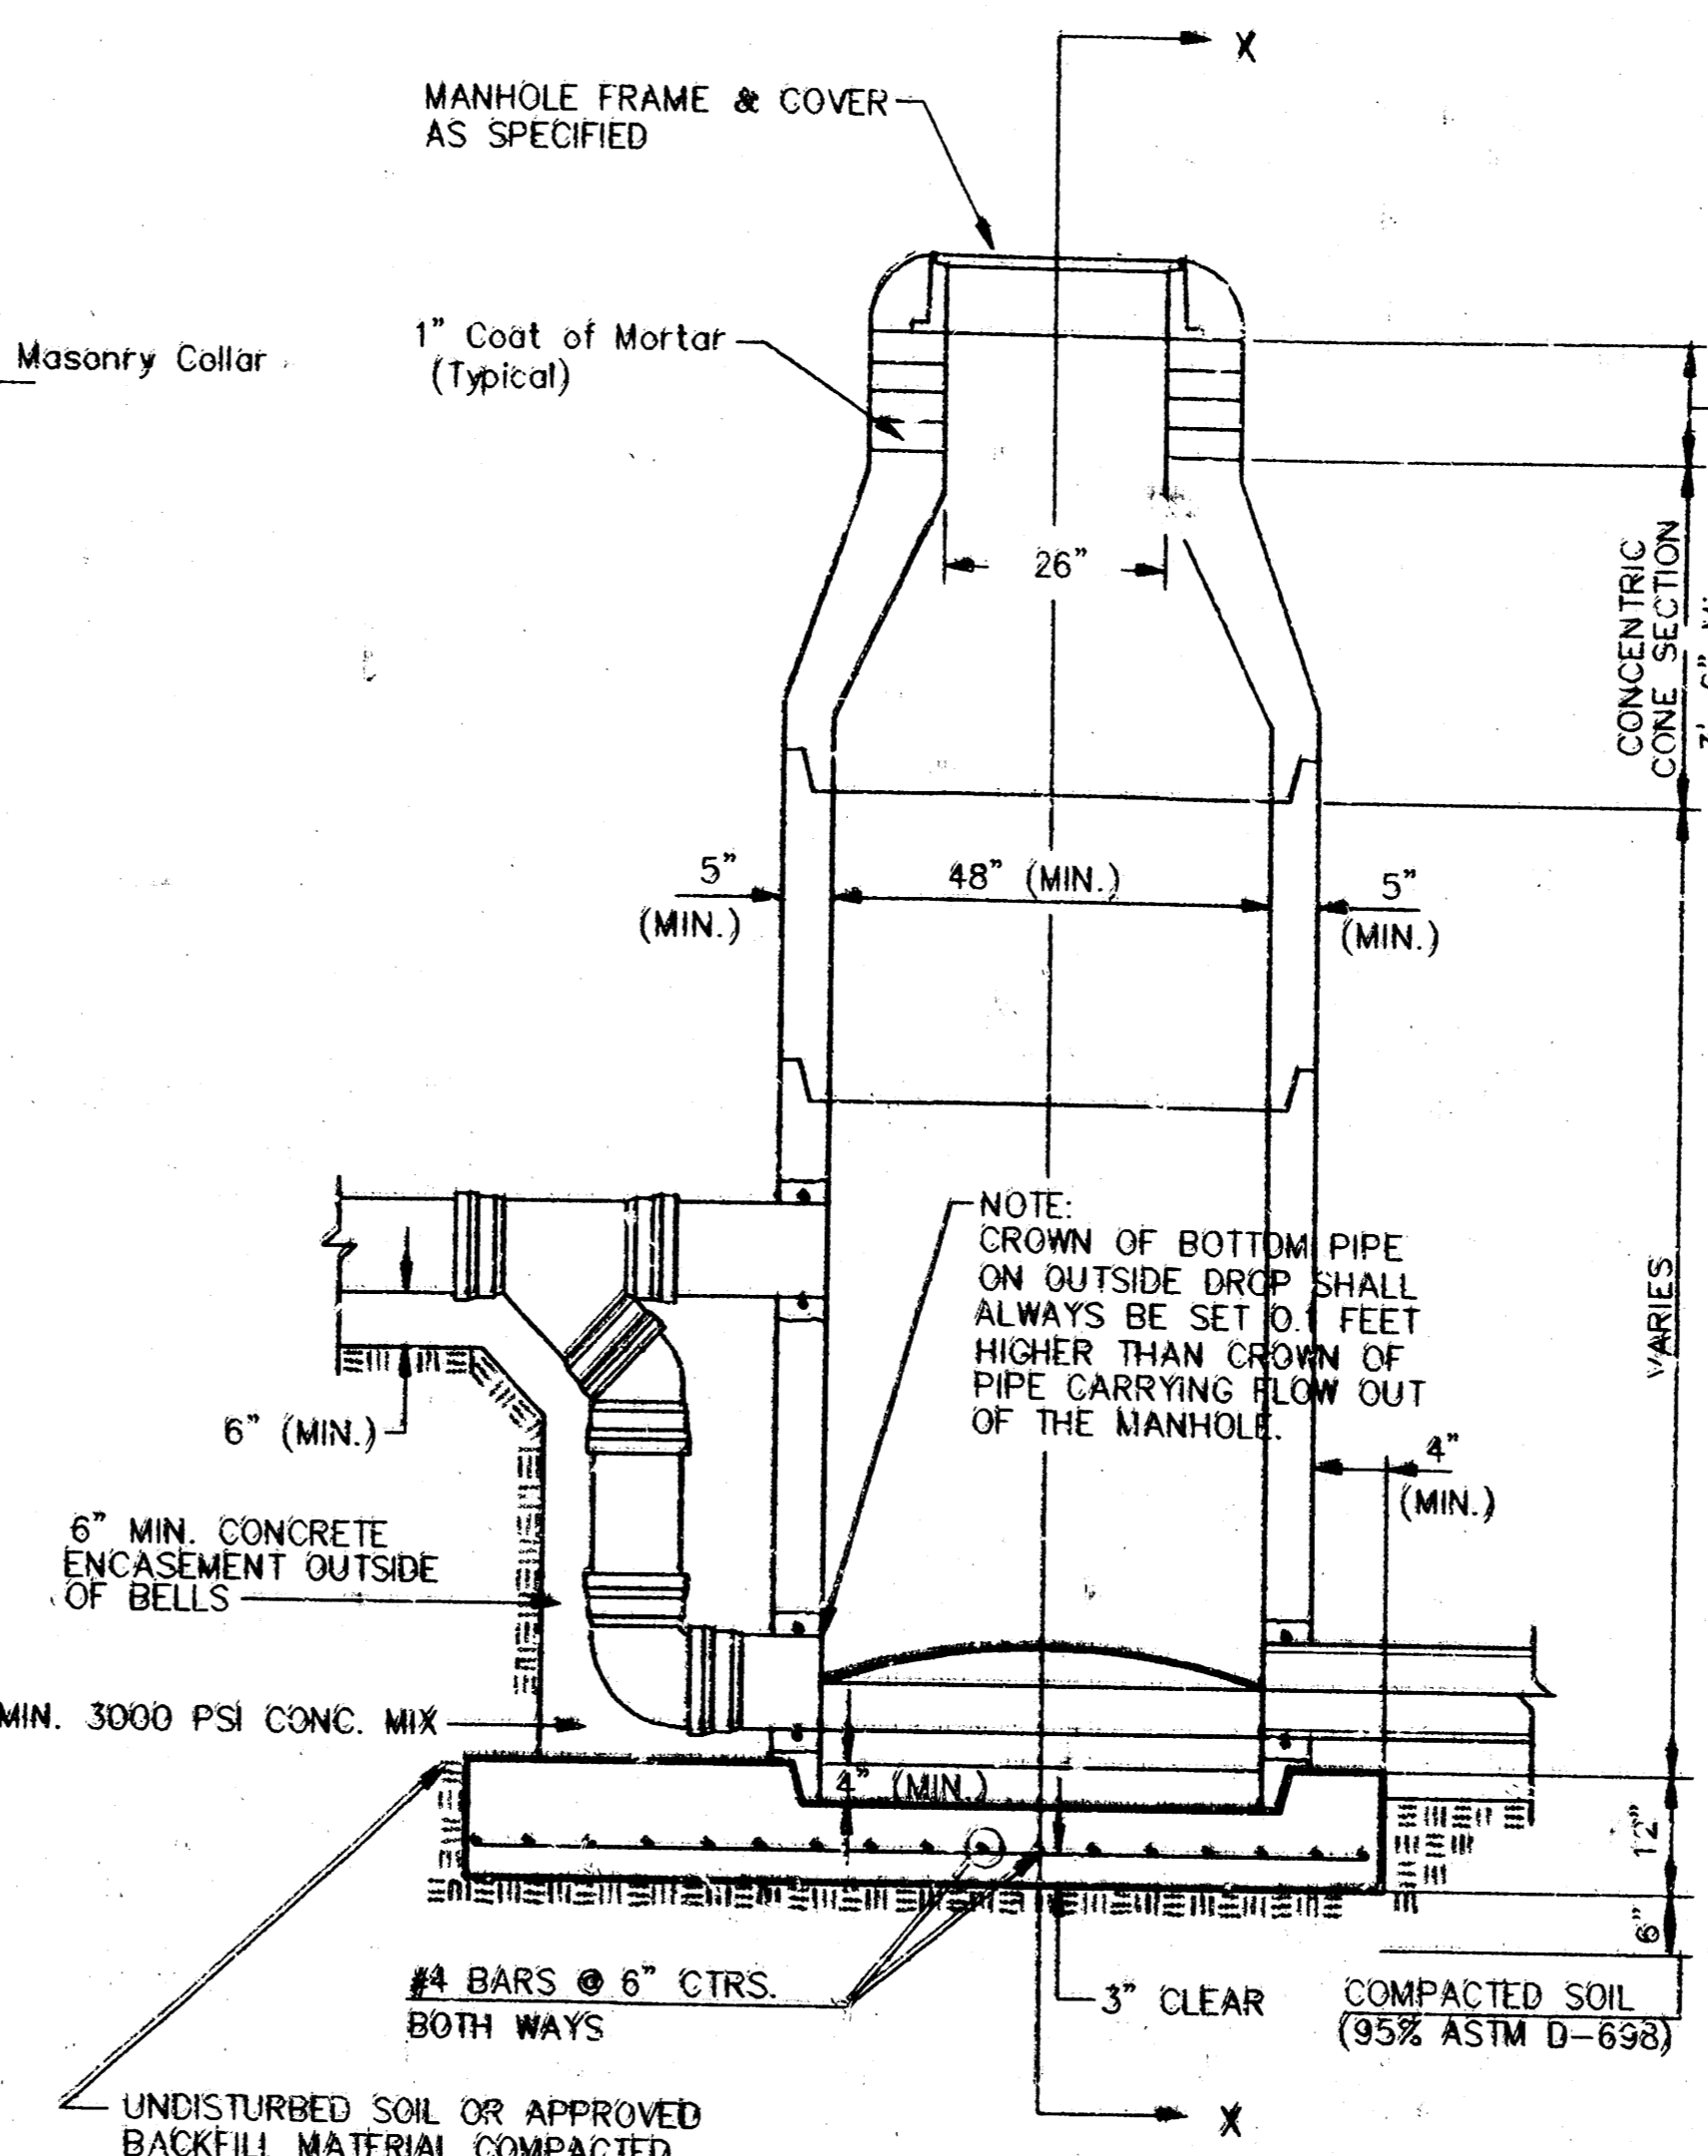 X
MANHOLE FRAME & COVER
AS SPECIFIED
Masonry Collar
1" Coat of Mortar
(Typical)
26"
CONCENTRIC
CONE SECTION
5"
(MIN.)
48" (MIN.)
5"
(MIN.)
NOTE:
CROWN OF BOTTOM PIPE
ON OUTSIDE DROP SHALL
ALWAYS BE SET 0.1 FEET
HIGHER THAN CROWN OF
PIPE CARRYING FLOW OUT
OF THE MANHOLE.
VARIES
6" (MIN.)
4"
(MIN.)
6" MIN. CONCRETE
ENCASEMENT OUTSIDE
OF BELLS
MIN. 3000 PSI CONC. MIX
4" (MIN.)
12"
6"
#4 BARS @ 6" CTRS.
BOTH WAYS
3" CLEAR
COMPACTED SOIL
(95% ASTM D-698)
UNDISTURBED SOIL OR APPROVED
BACKFILL MATERIAL COMPACTED
X